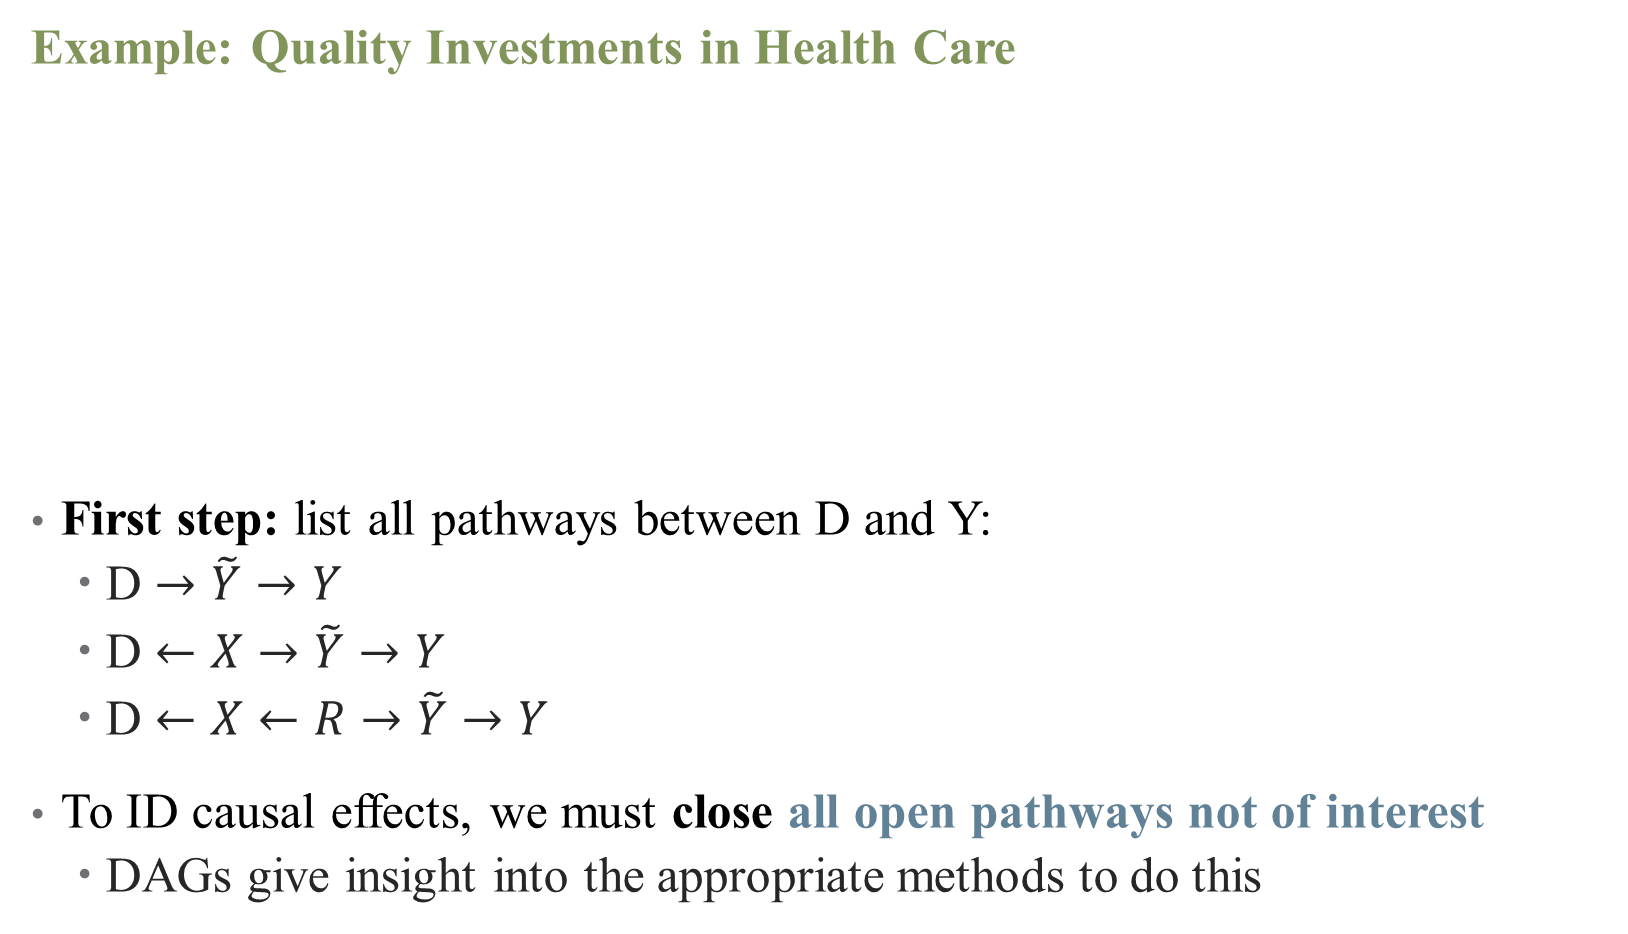 Example: Quality Investments in Health Care
• First step: list all pathways between D and Y:
• D → Ỹ → Y
• D ← X → Ỹ → Y
• D ← X ← R → Ỹ → Y
• To ID causal effects, we must close all open pathways not of interest
• DAGs give insight into the appropriate methods to do this